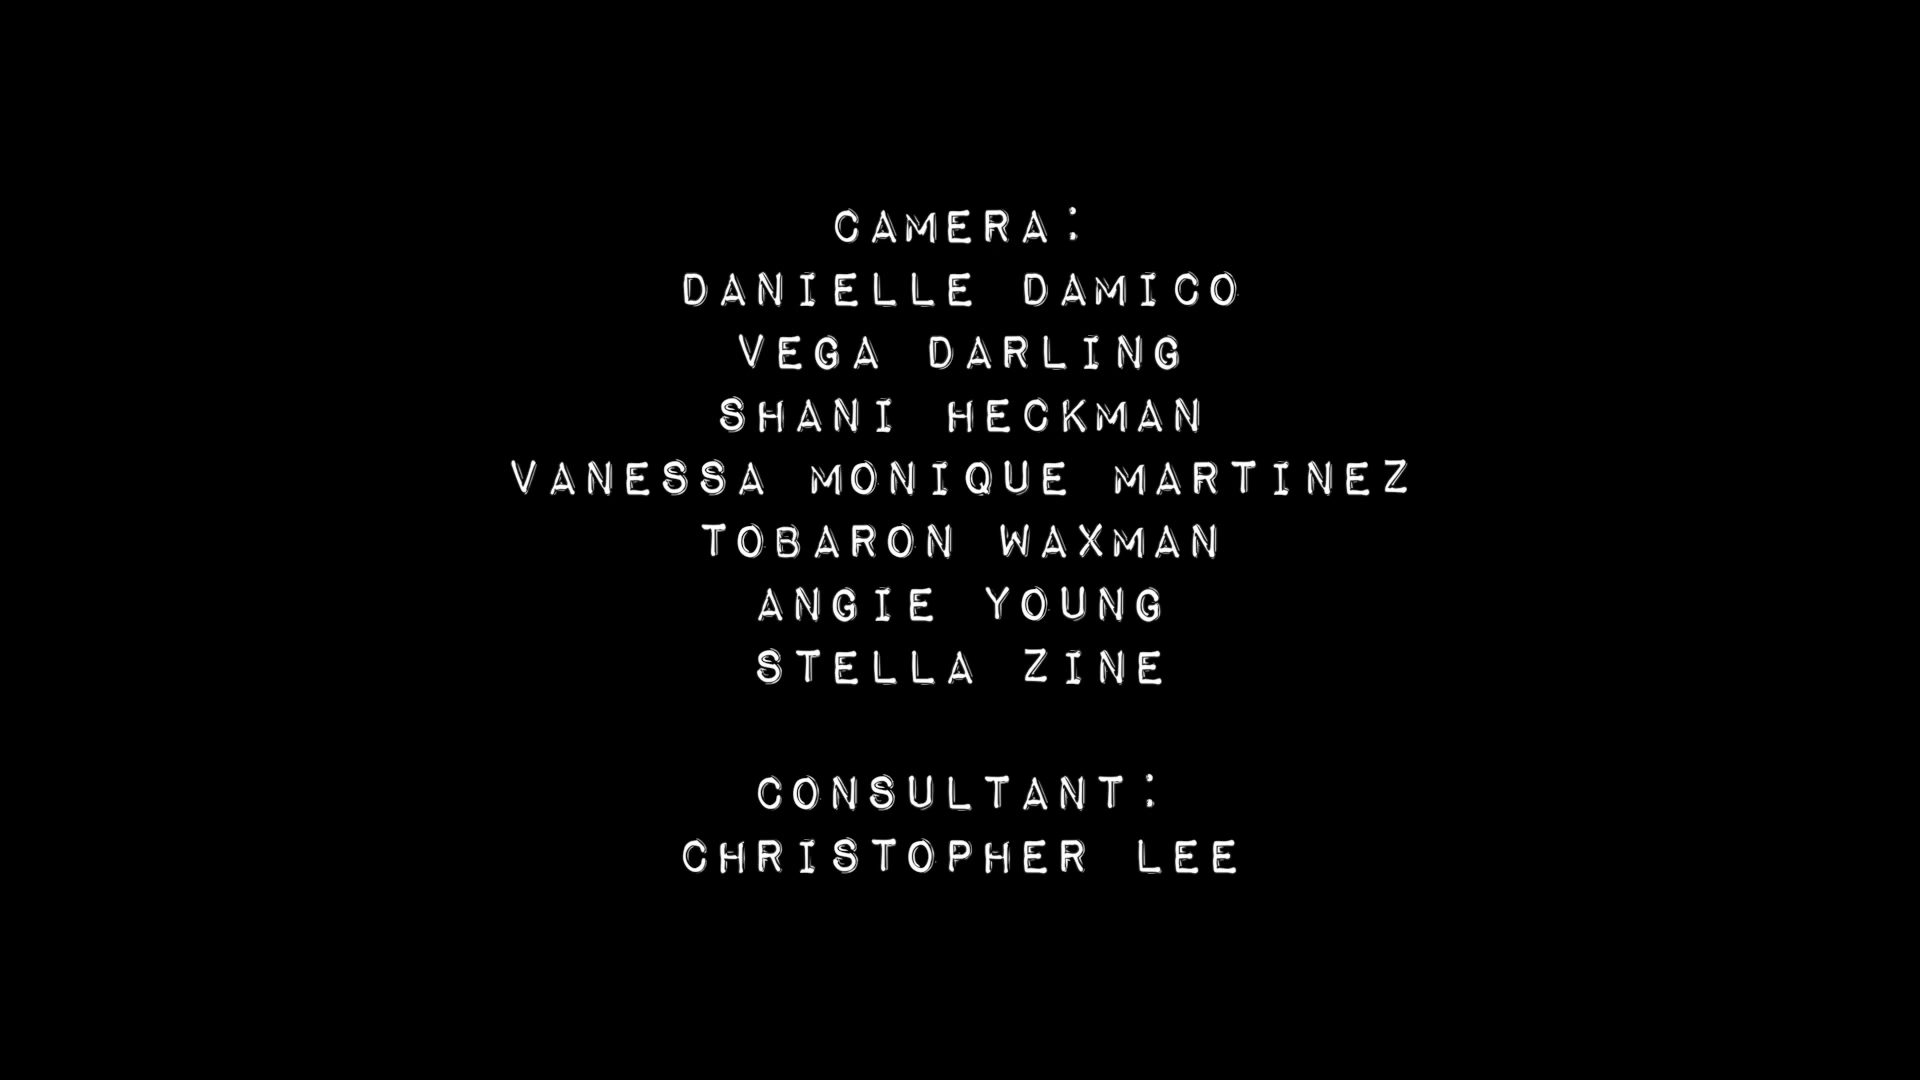 CAMERA:
DANIELLE DAMICO
VEGA DARLING
SHANI HECKMAN
VANESSA MONIQUE MARTINEZ
TOBARON WAXMAN
ANGIE YOUNG
STELLA ZINE
CONSULTANT:
CHRISTOPHER LEE